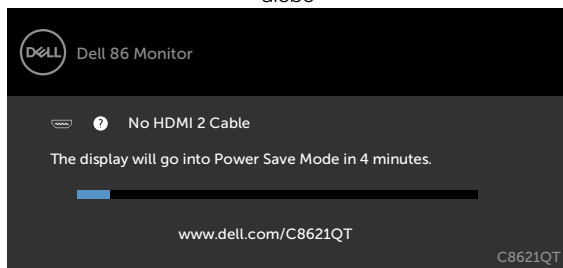 DELL
Dell 86 Monitor
? No HDMI 2 Cable
The display will go into Power Save Mode in 4 minutes.
www.dell.com/C8621QT
C8621QT